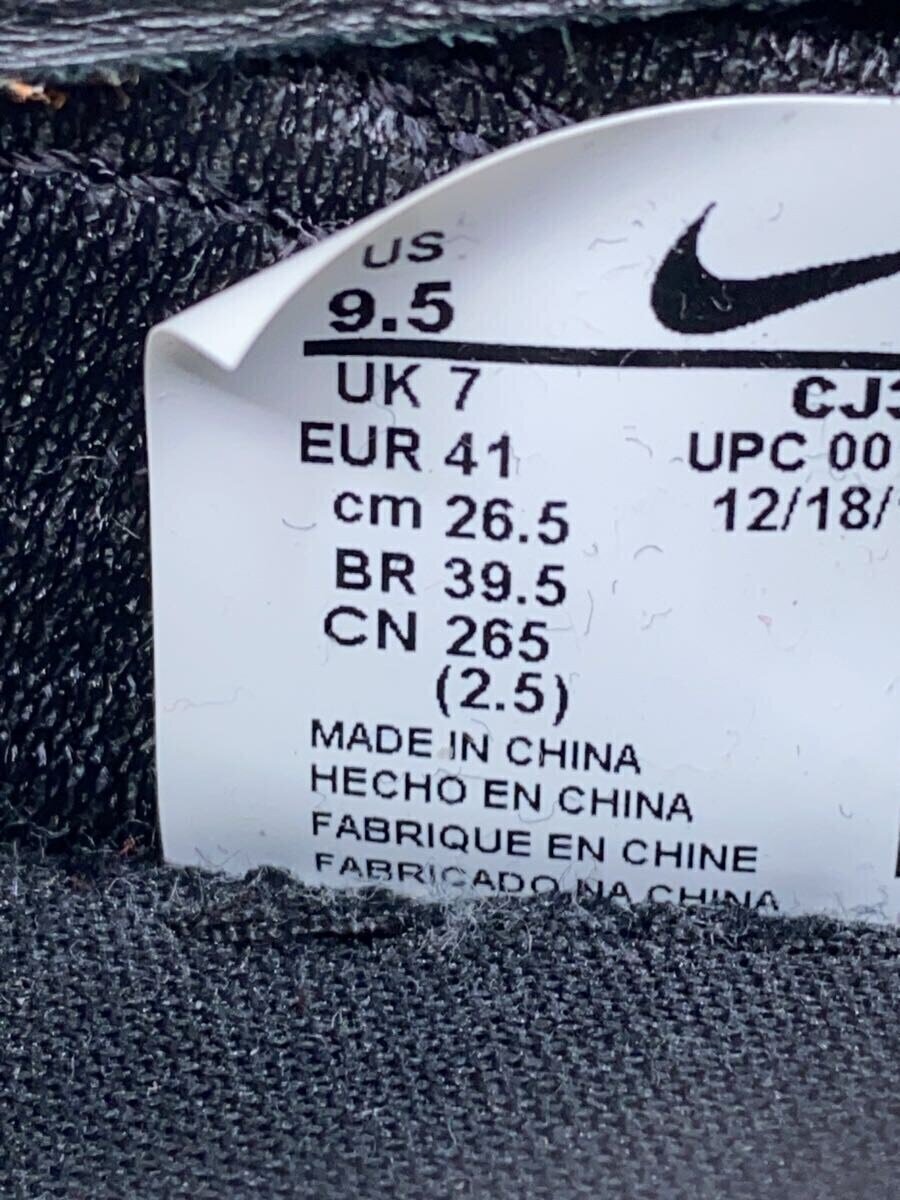 US
9.5
UK 7
EUR 41
cm 26.5
BR 39.5
CN 265
(2.5)
CJ3
UPC 00
12/18/
MADE IN CHINA
HECHO EN CHINA
FABRIQUE EN CHINE
FABRICADO NA CHINA